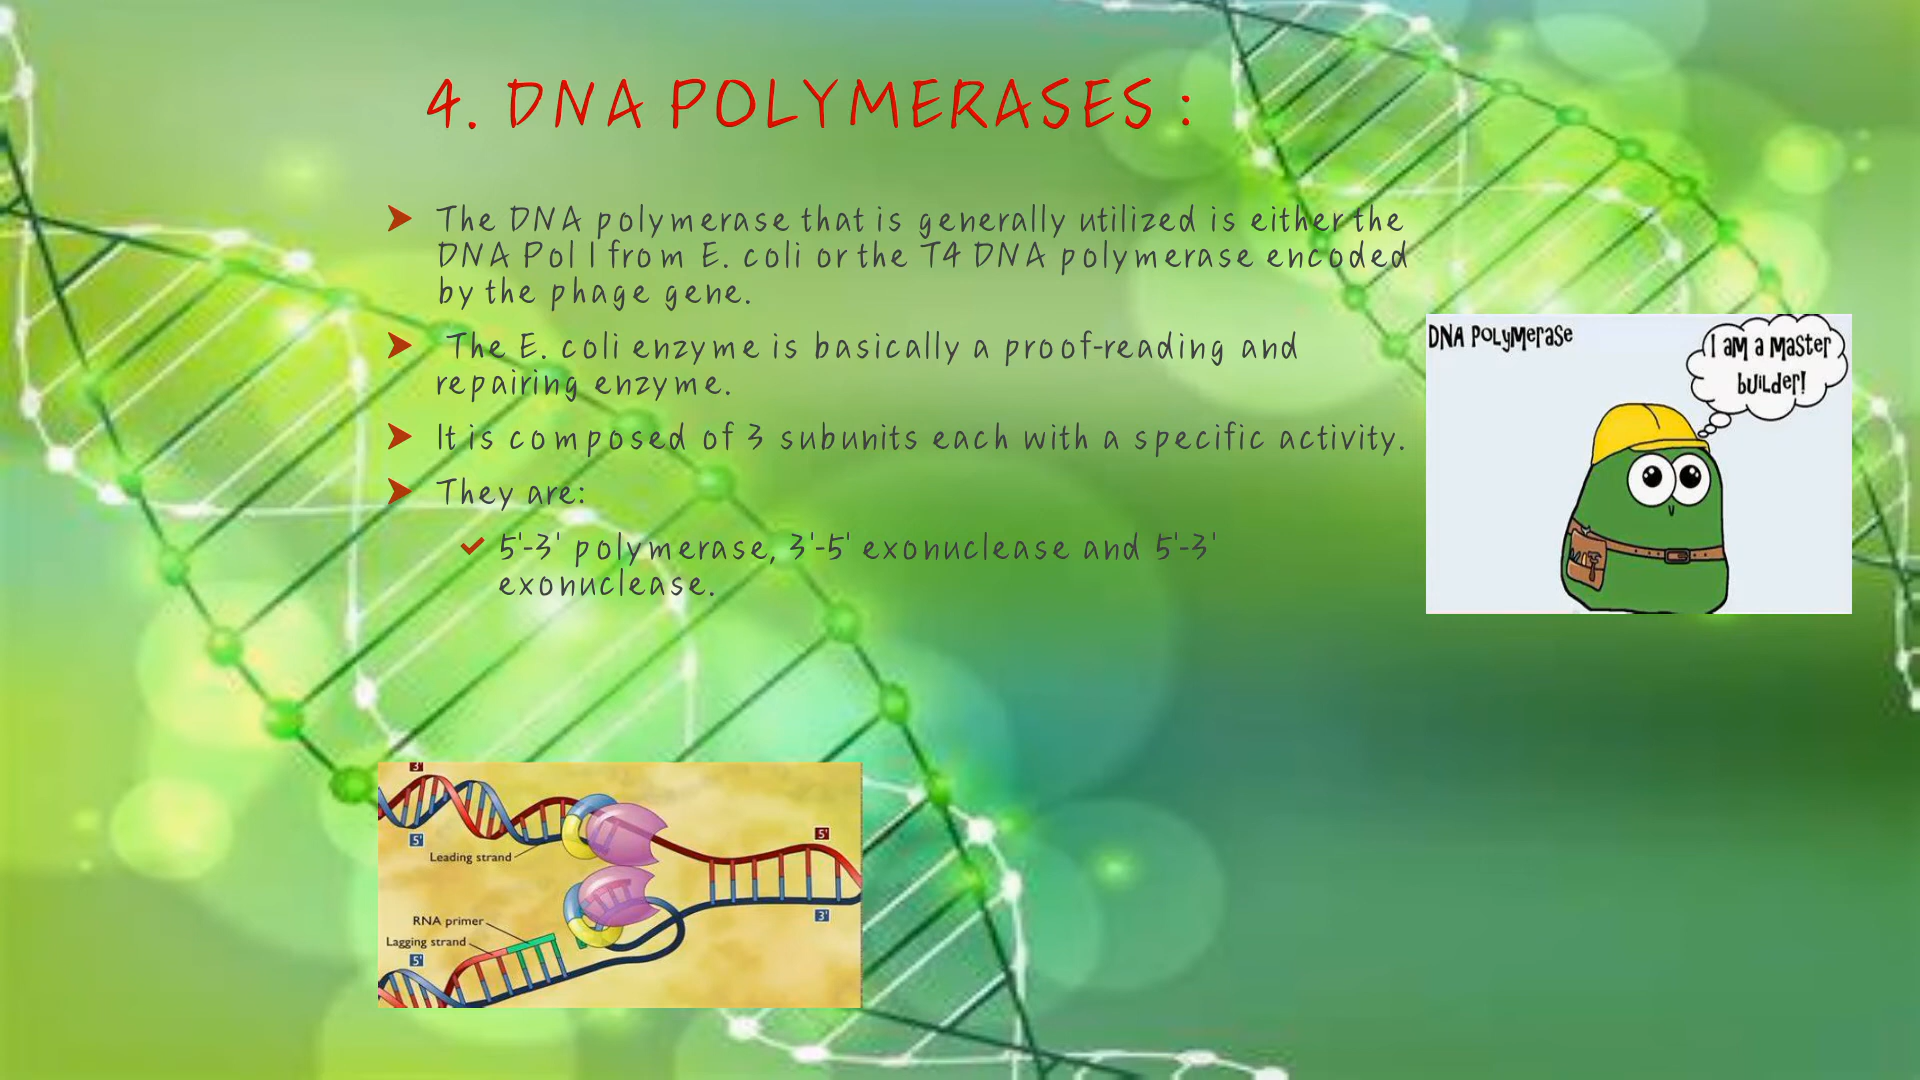 4. DNA POLYMERASES :
The DNA polymerase that is generally utilized is either the
DNA Pol I from E. coli or the T4 DNA polymerase encoded
by the phage gene.
The E. coli enzyme is basically a proof-reading and
repairing enzyme.
It is composed of 3 subunits each with a specific activity.
They are:
5'-3' polymerase, 3'-5' exonuclease and 5'-3'
exonuclease.
DNA Polymerase
I am a master
builder!
3'
5'
Leading strand
5'
3'
RNA primer
Lagging strand
5'